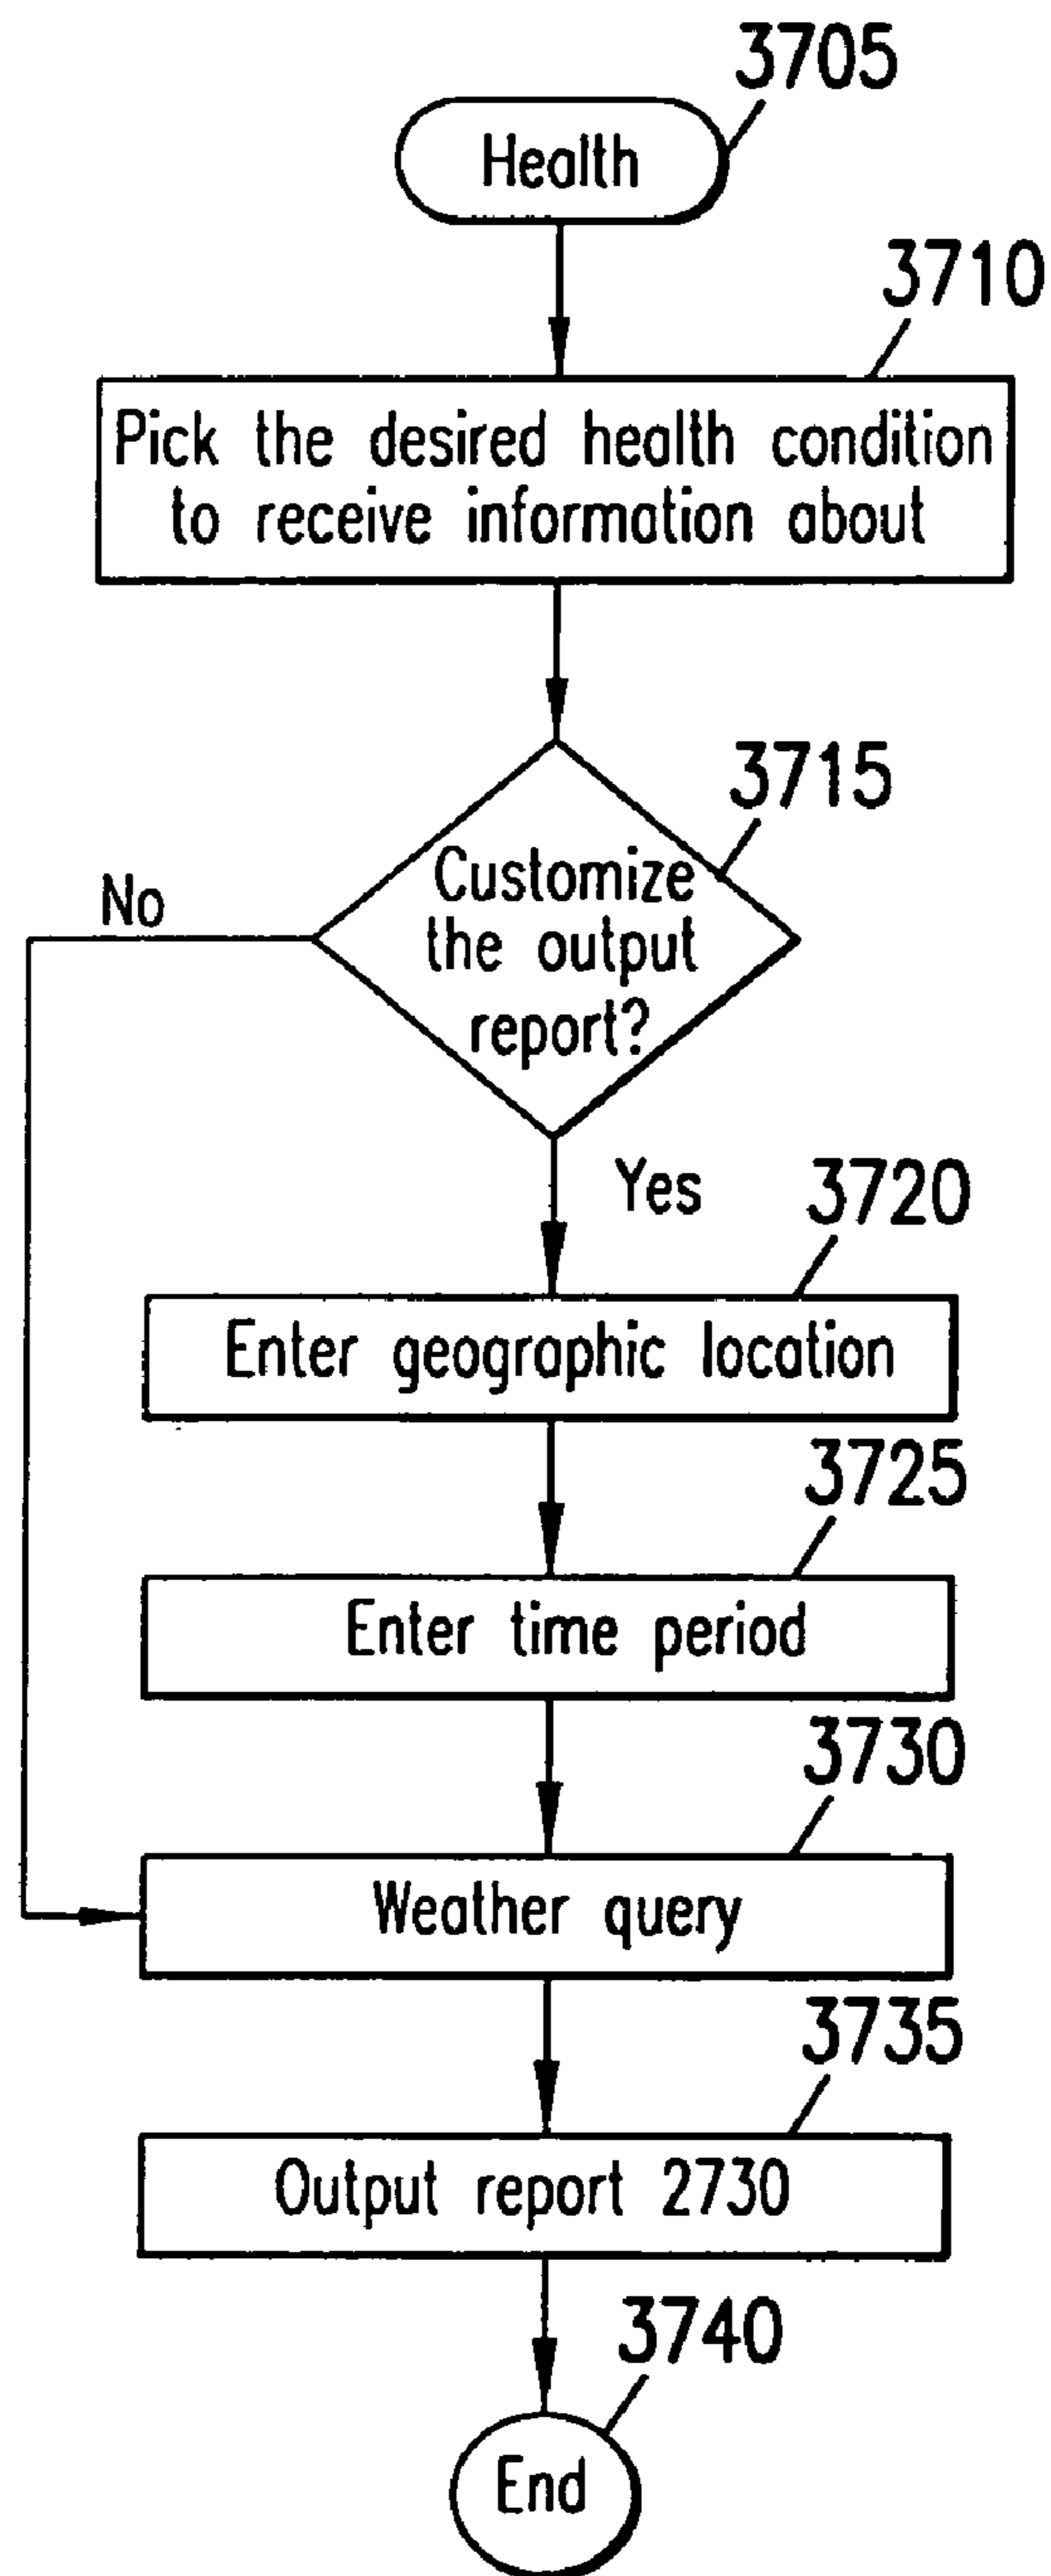 3705
Health
3710
Pick the desired health condition
to receive information about
3715
Customize
the output
report?
No
Yes
3720
Enter geographic location
3725
Enter time period
3730
Weather query
3735
Output report 2730
3740
End